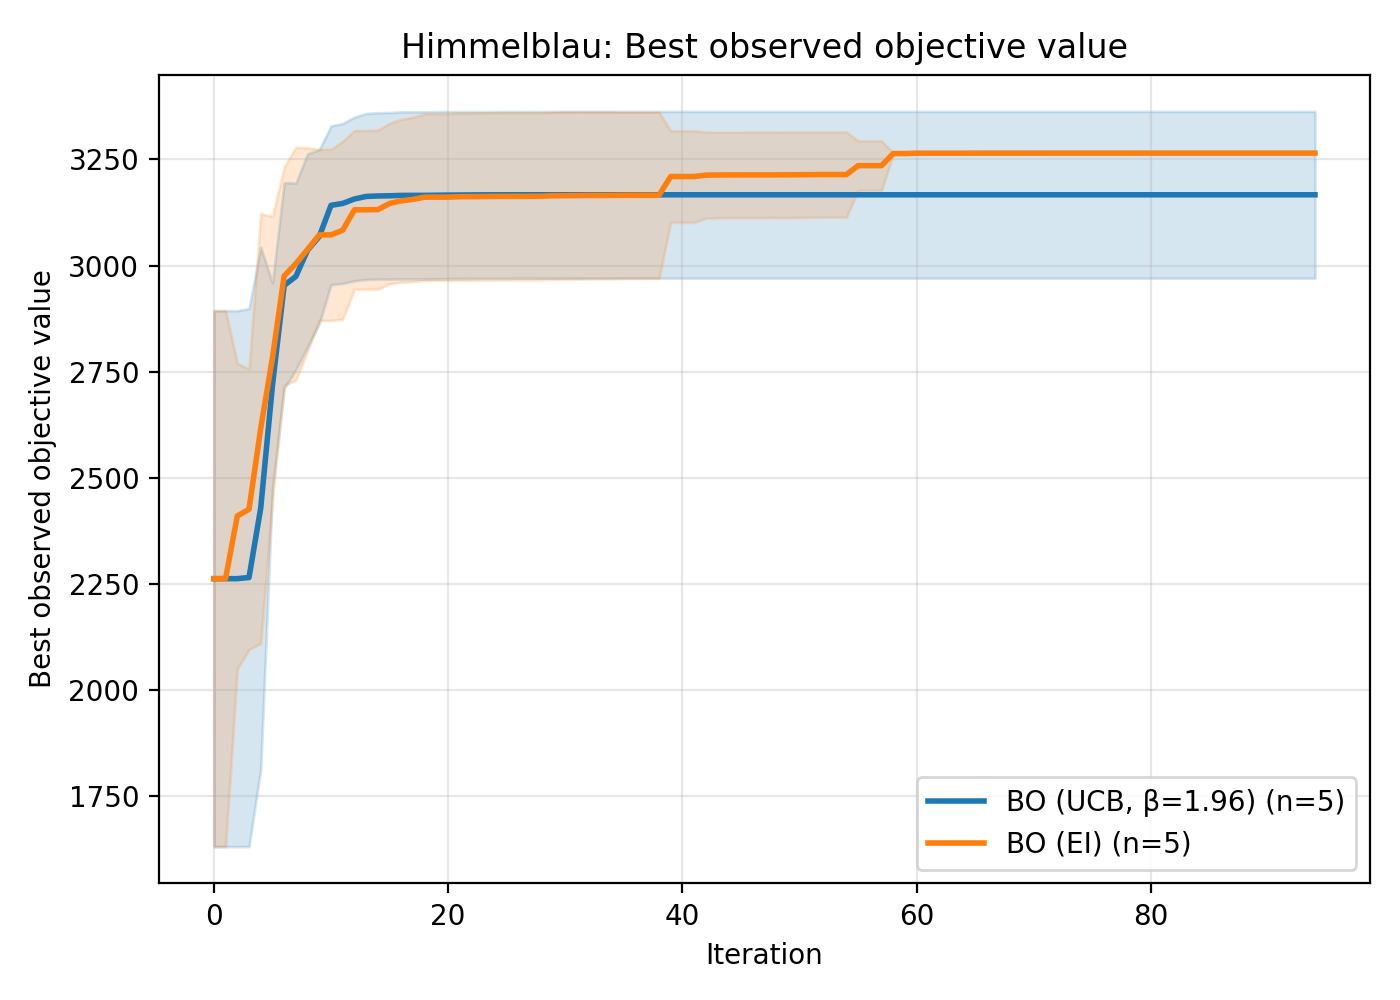 Himmelblau: Best observed objective value
Best observed objective value
3250
3000
2750
2500
2250
2000
1750
0 20 40 60 80
Iteration
BO (UCB, β=1.96) (n=5)
BO (EI) (n=5)